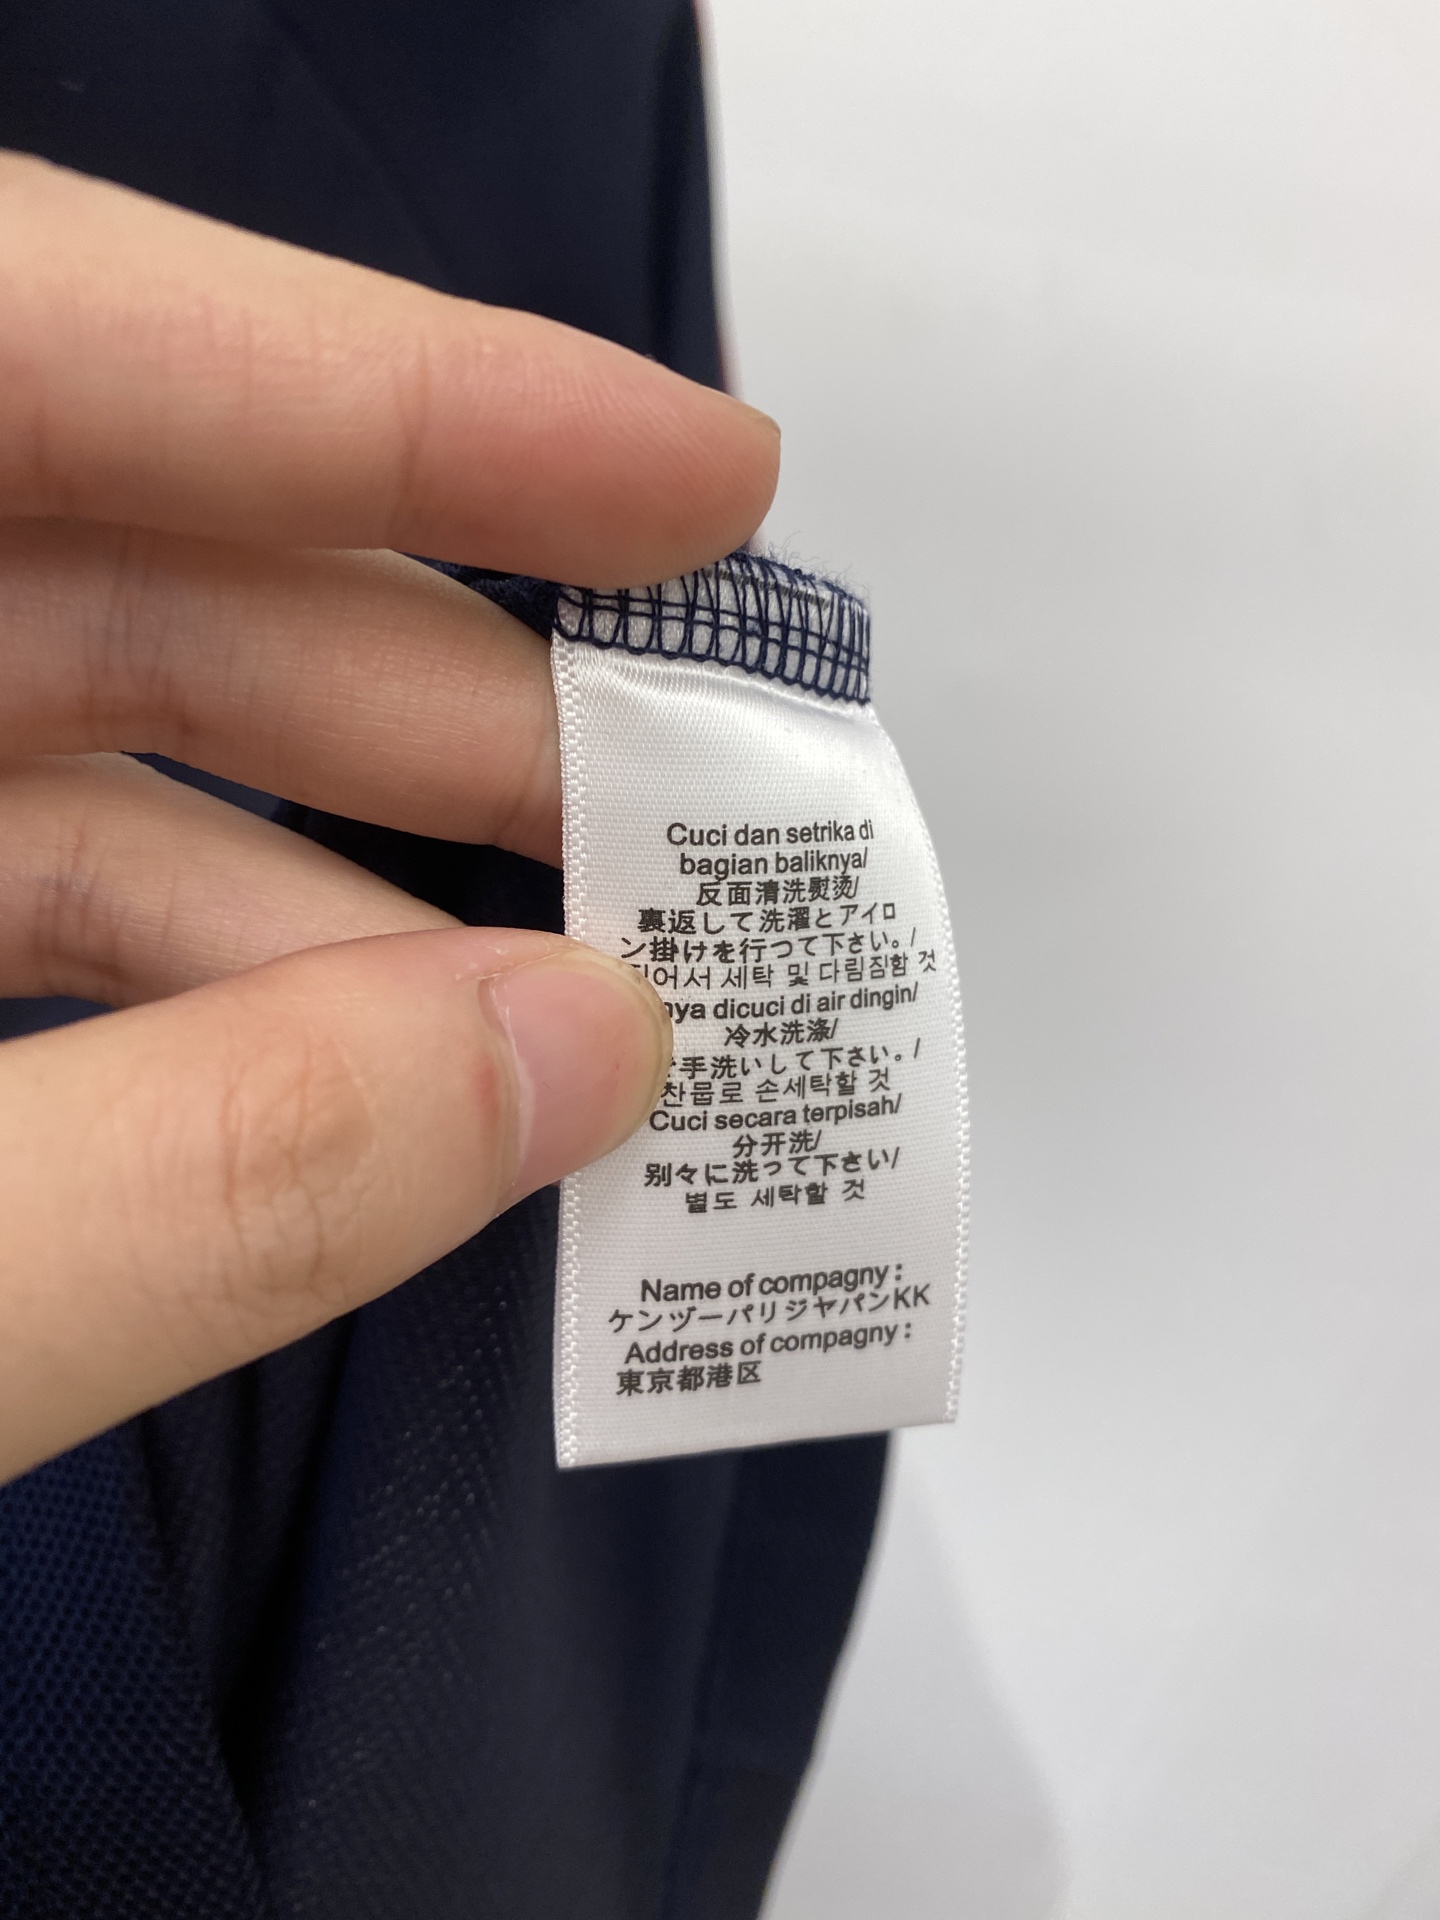 Cuci dan setrika di
bagian baliknya/
反面清洗熨烫/
裏返して洗濯とアイロ
ン掛けを行つて下さい。/
세탁 및 다림짐함 것
dicuci di air dingin/
冷水洗涤/
手洗いして下さい。/
손세탁할 것
Cuci secara terpisah/
分开洗/
别々に洗って下さい/
별도 세탁할 것
Name of compagny :
ケンヅーパリジヤパンKK
Address of compagny :
東京都港区